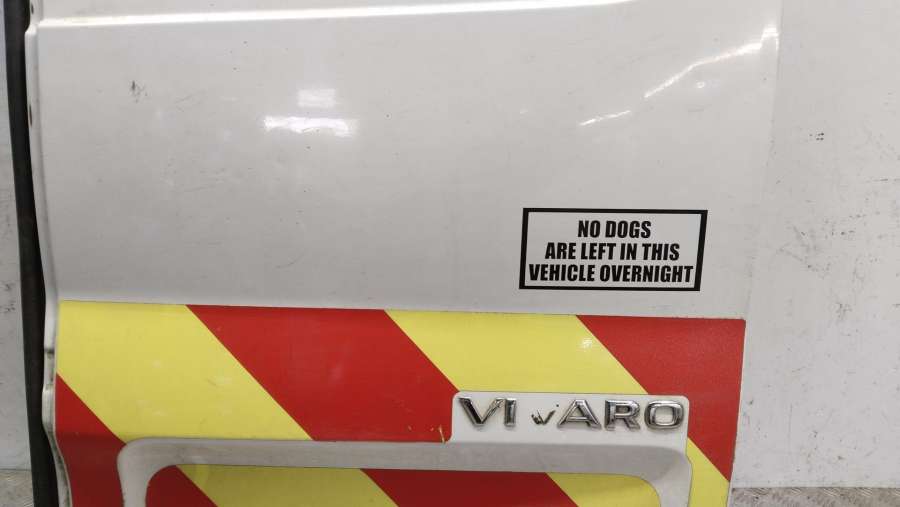 NO DOGS
ARE LEFT IN THIS
VEHICLE OVERNIGHT
VIVARO